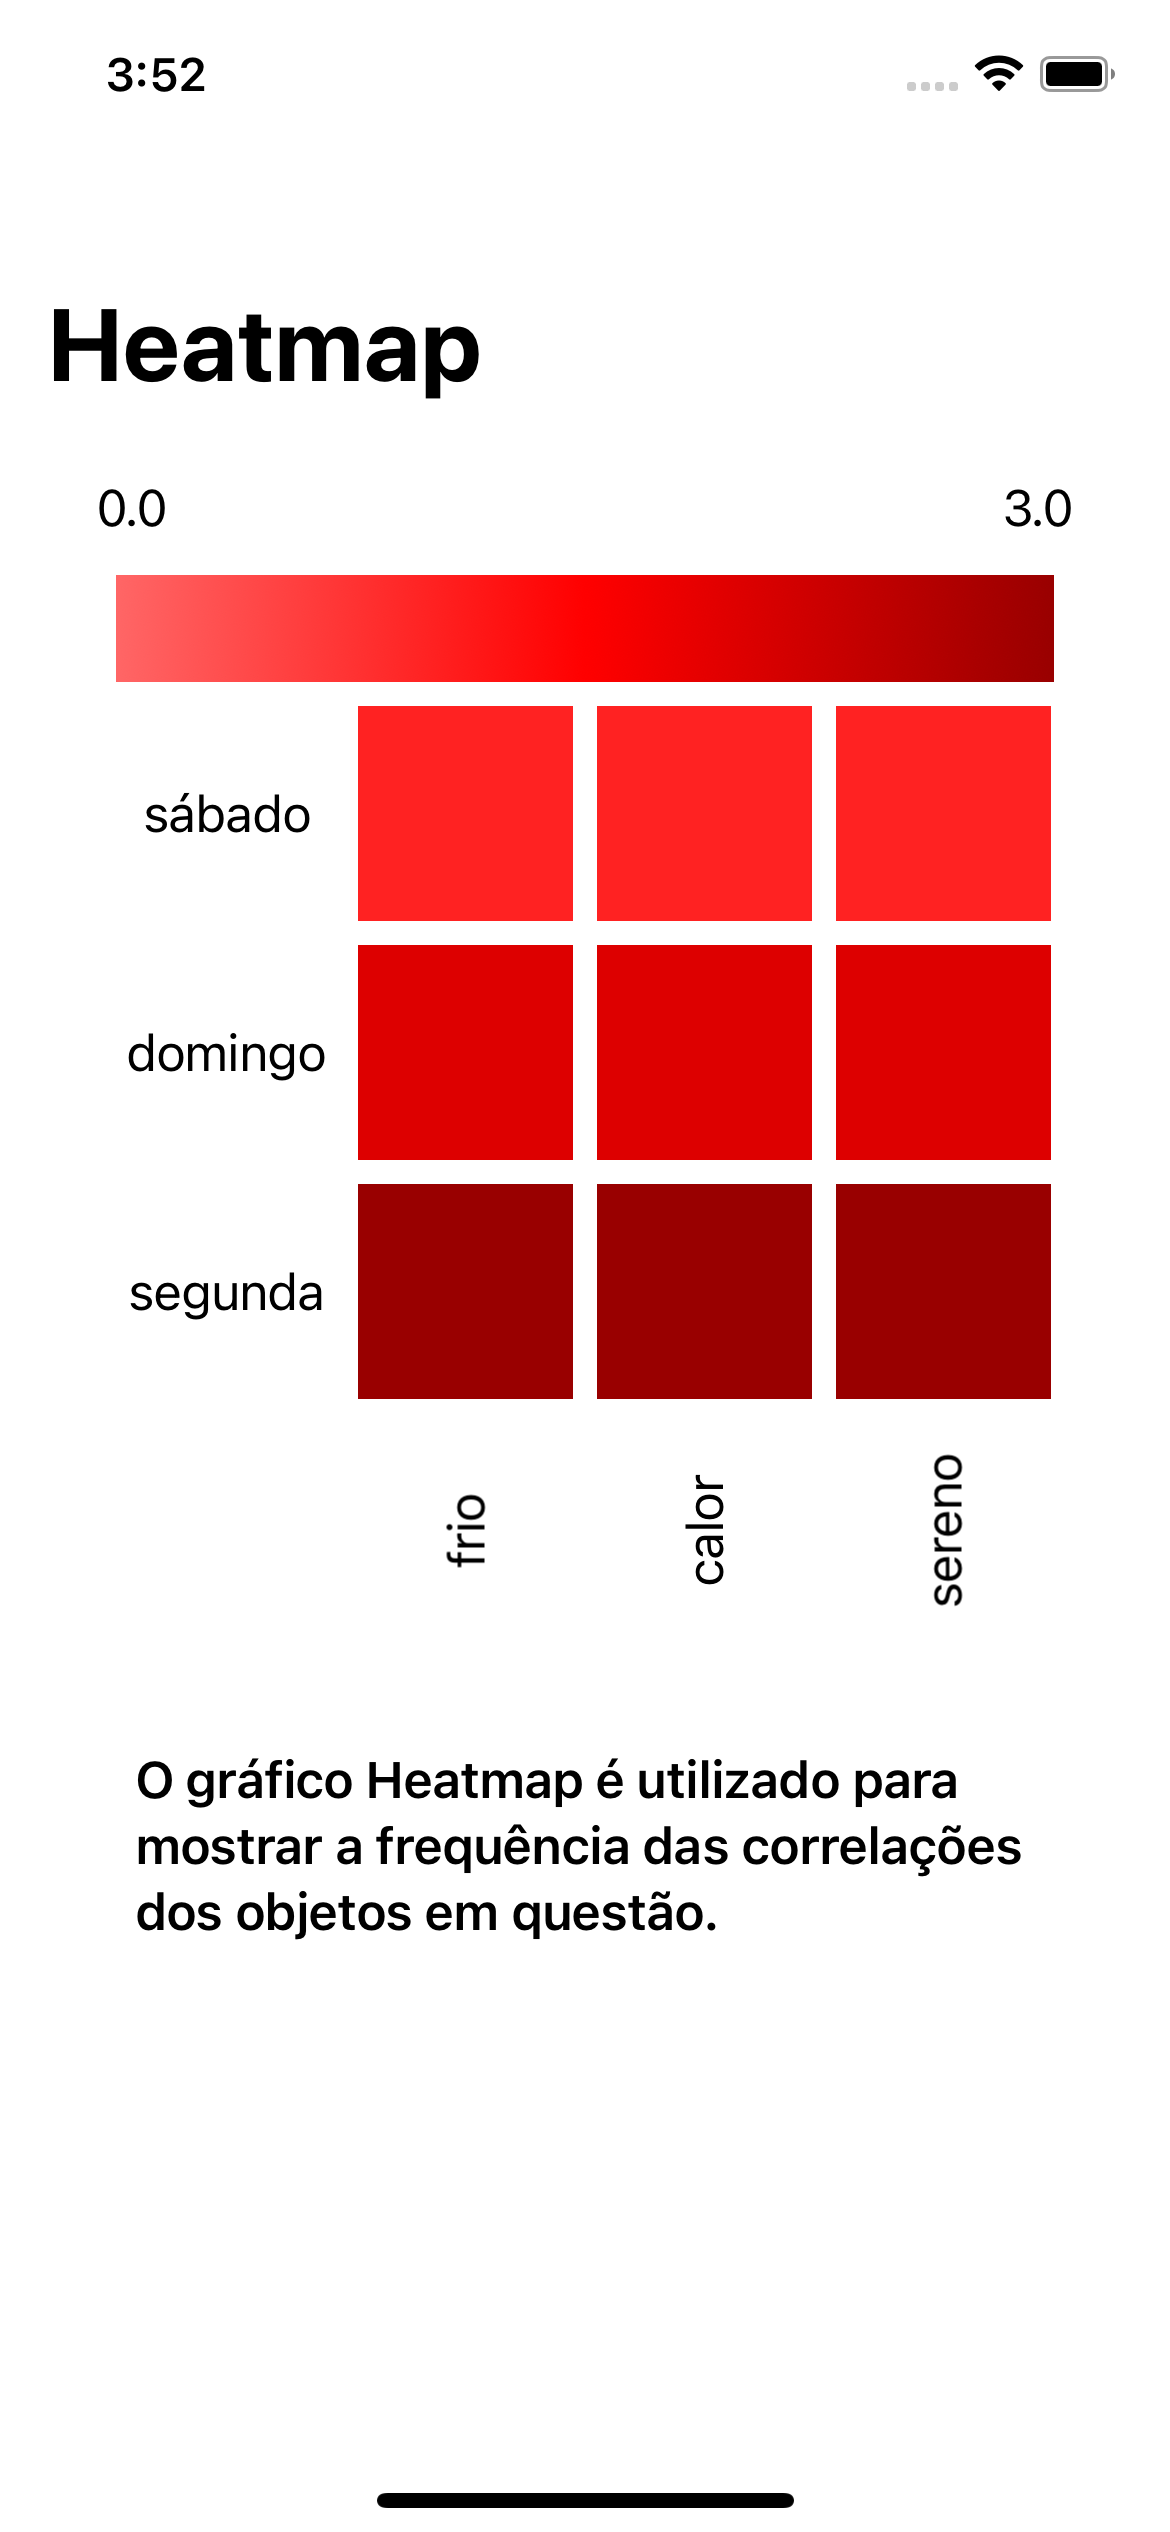 3:52
Heatmap
0.0 3.0
sábado
domingo
segunda
frio calor sereno
O gráfico Heatmap é utilizado para
mostrar a frequência das correlações
dos objetos em questão.